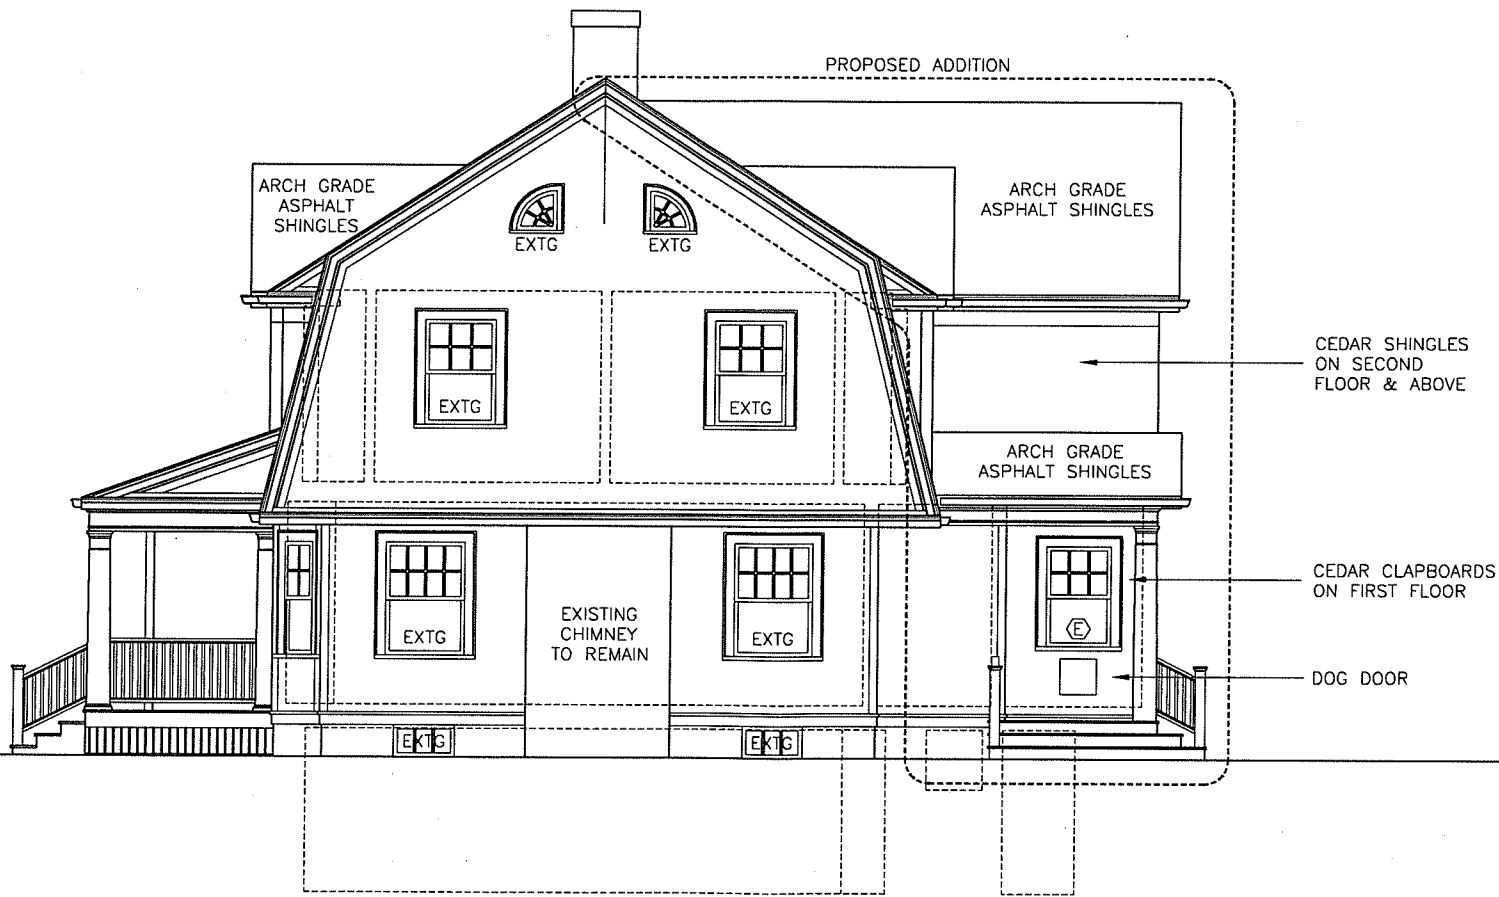 PROPOSED ADDITION
ARCH GRADE
ASPHALT
SHINGLES
EXTG
EXTG
ARCH GRADE
ASPHALT SHINGLES
EXTG
EXTG
CEDAR SHINGLES
ON SECOND
FLOOR & ABOVE
ARCH GRADE
ASPHALT SHINGLES
EXTG
EXISTING
CHIMNEY
TO REMAIN
EXTG
E
CEDAR CLAPBOARDS
ON FIRST FLOOR
DOG DOOR
EXTG
EXTG